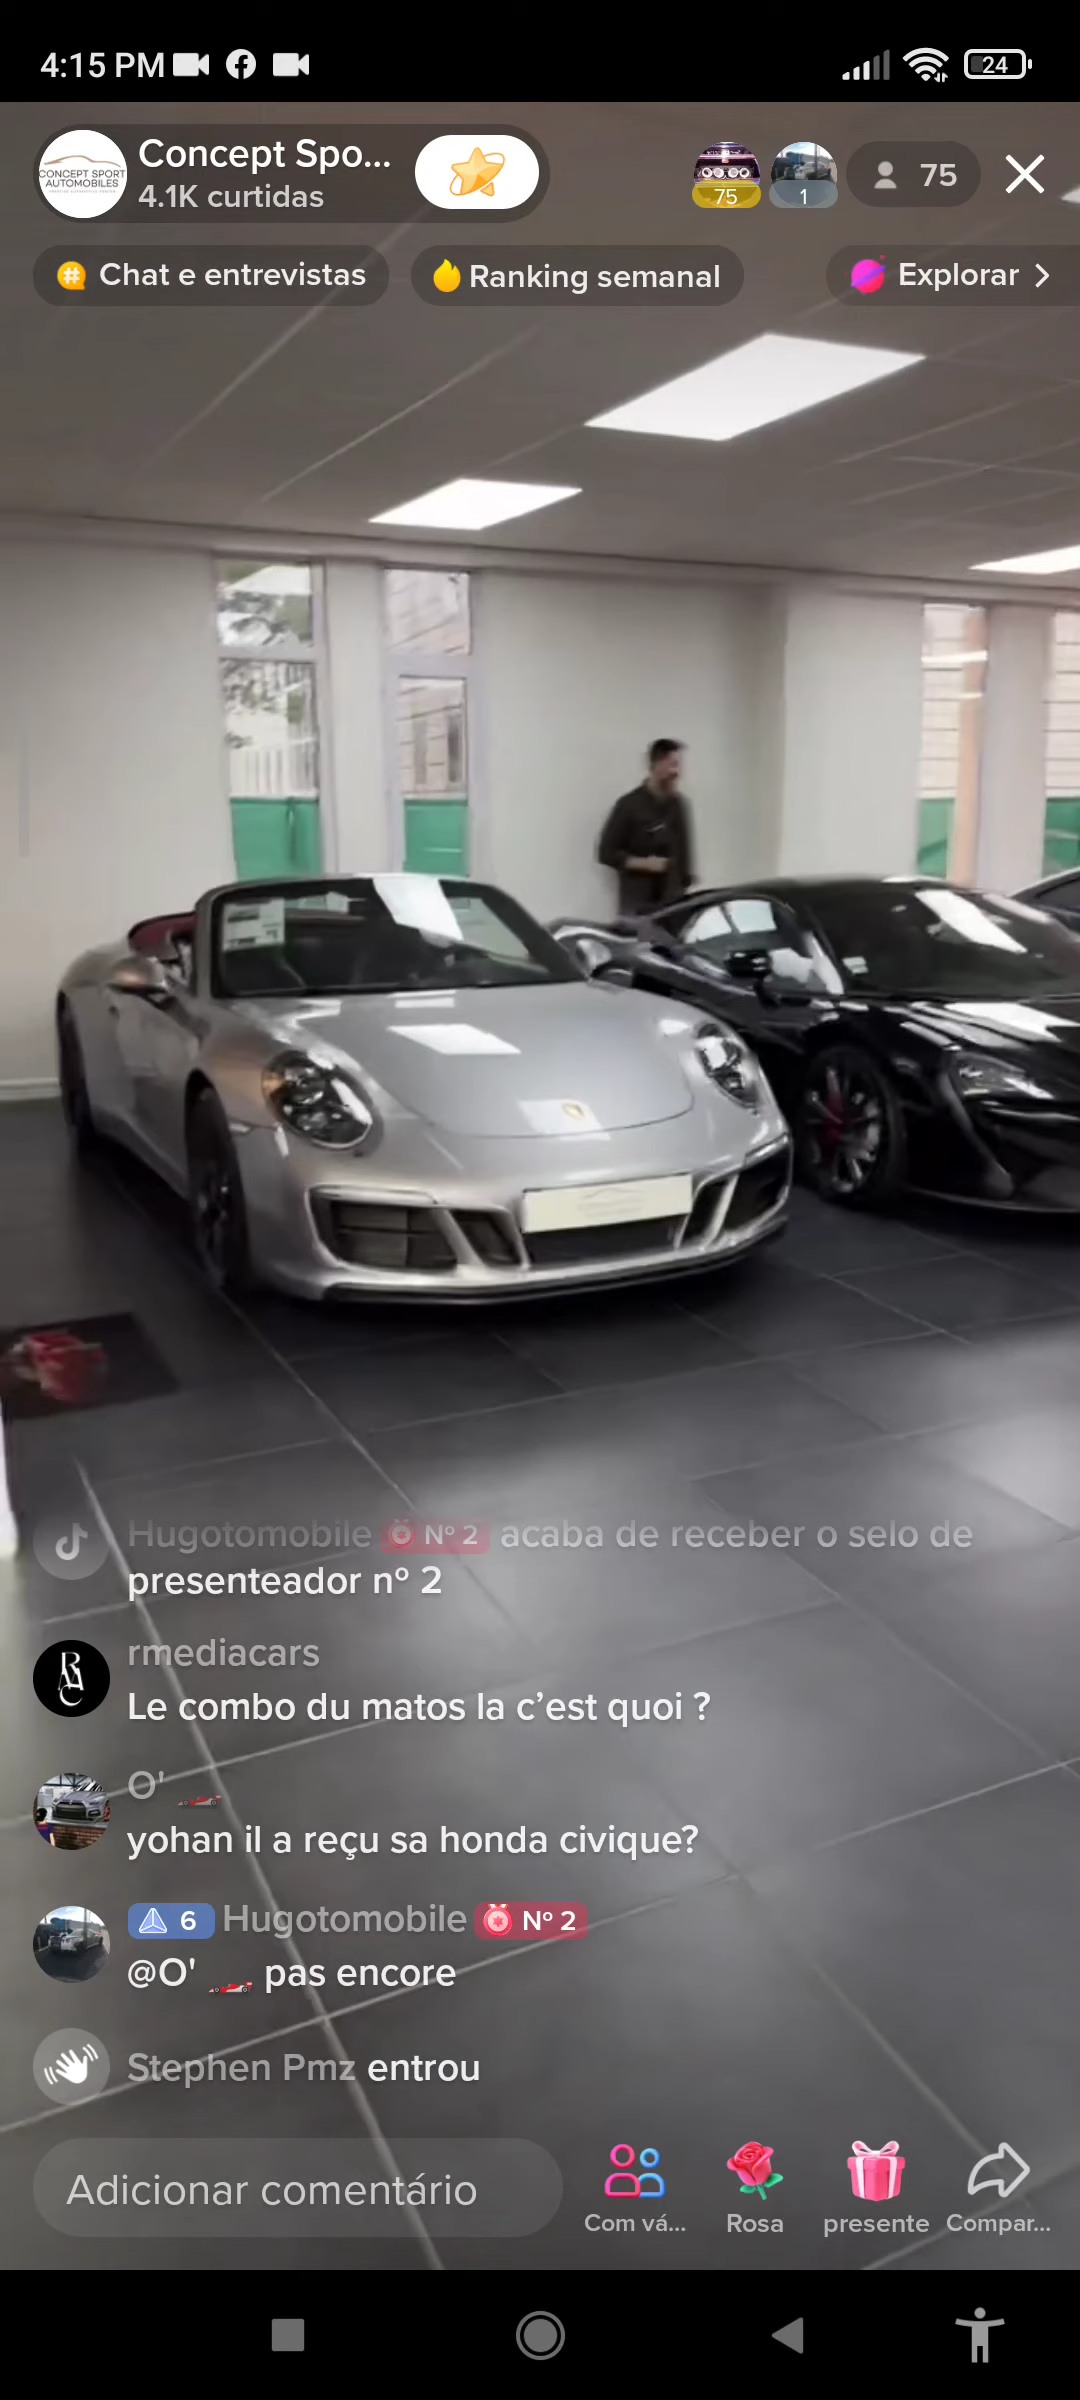 4:15 PM
24
CONCEPT SPORT
AUTOMOBILES
Concept Spo...
4.1K curtidas
75
1
75
Chat e entrevistas
Ranking semanal
Explorar
Hugotomobile Nº 2 acaba de receber o selo de
presenteador nº 2
rmediacars
Le combo du matos la c’est quoi ?
O'
yohan il a reçu sa honda civique?
6 Hugotomobile Nº 2
@O' pas encore
Stephen Pmz entrou
Adicionar comentário
Com vá...
Rosa
presente
Compar...